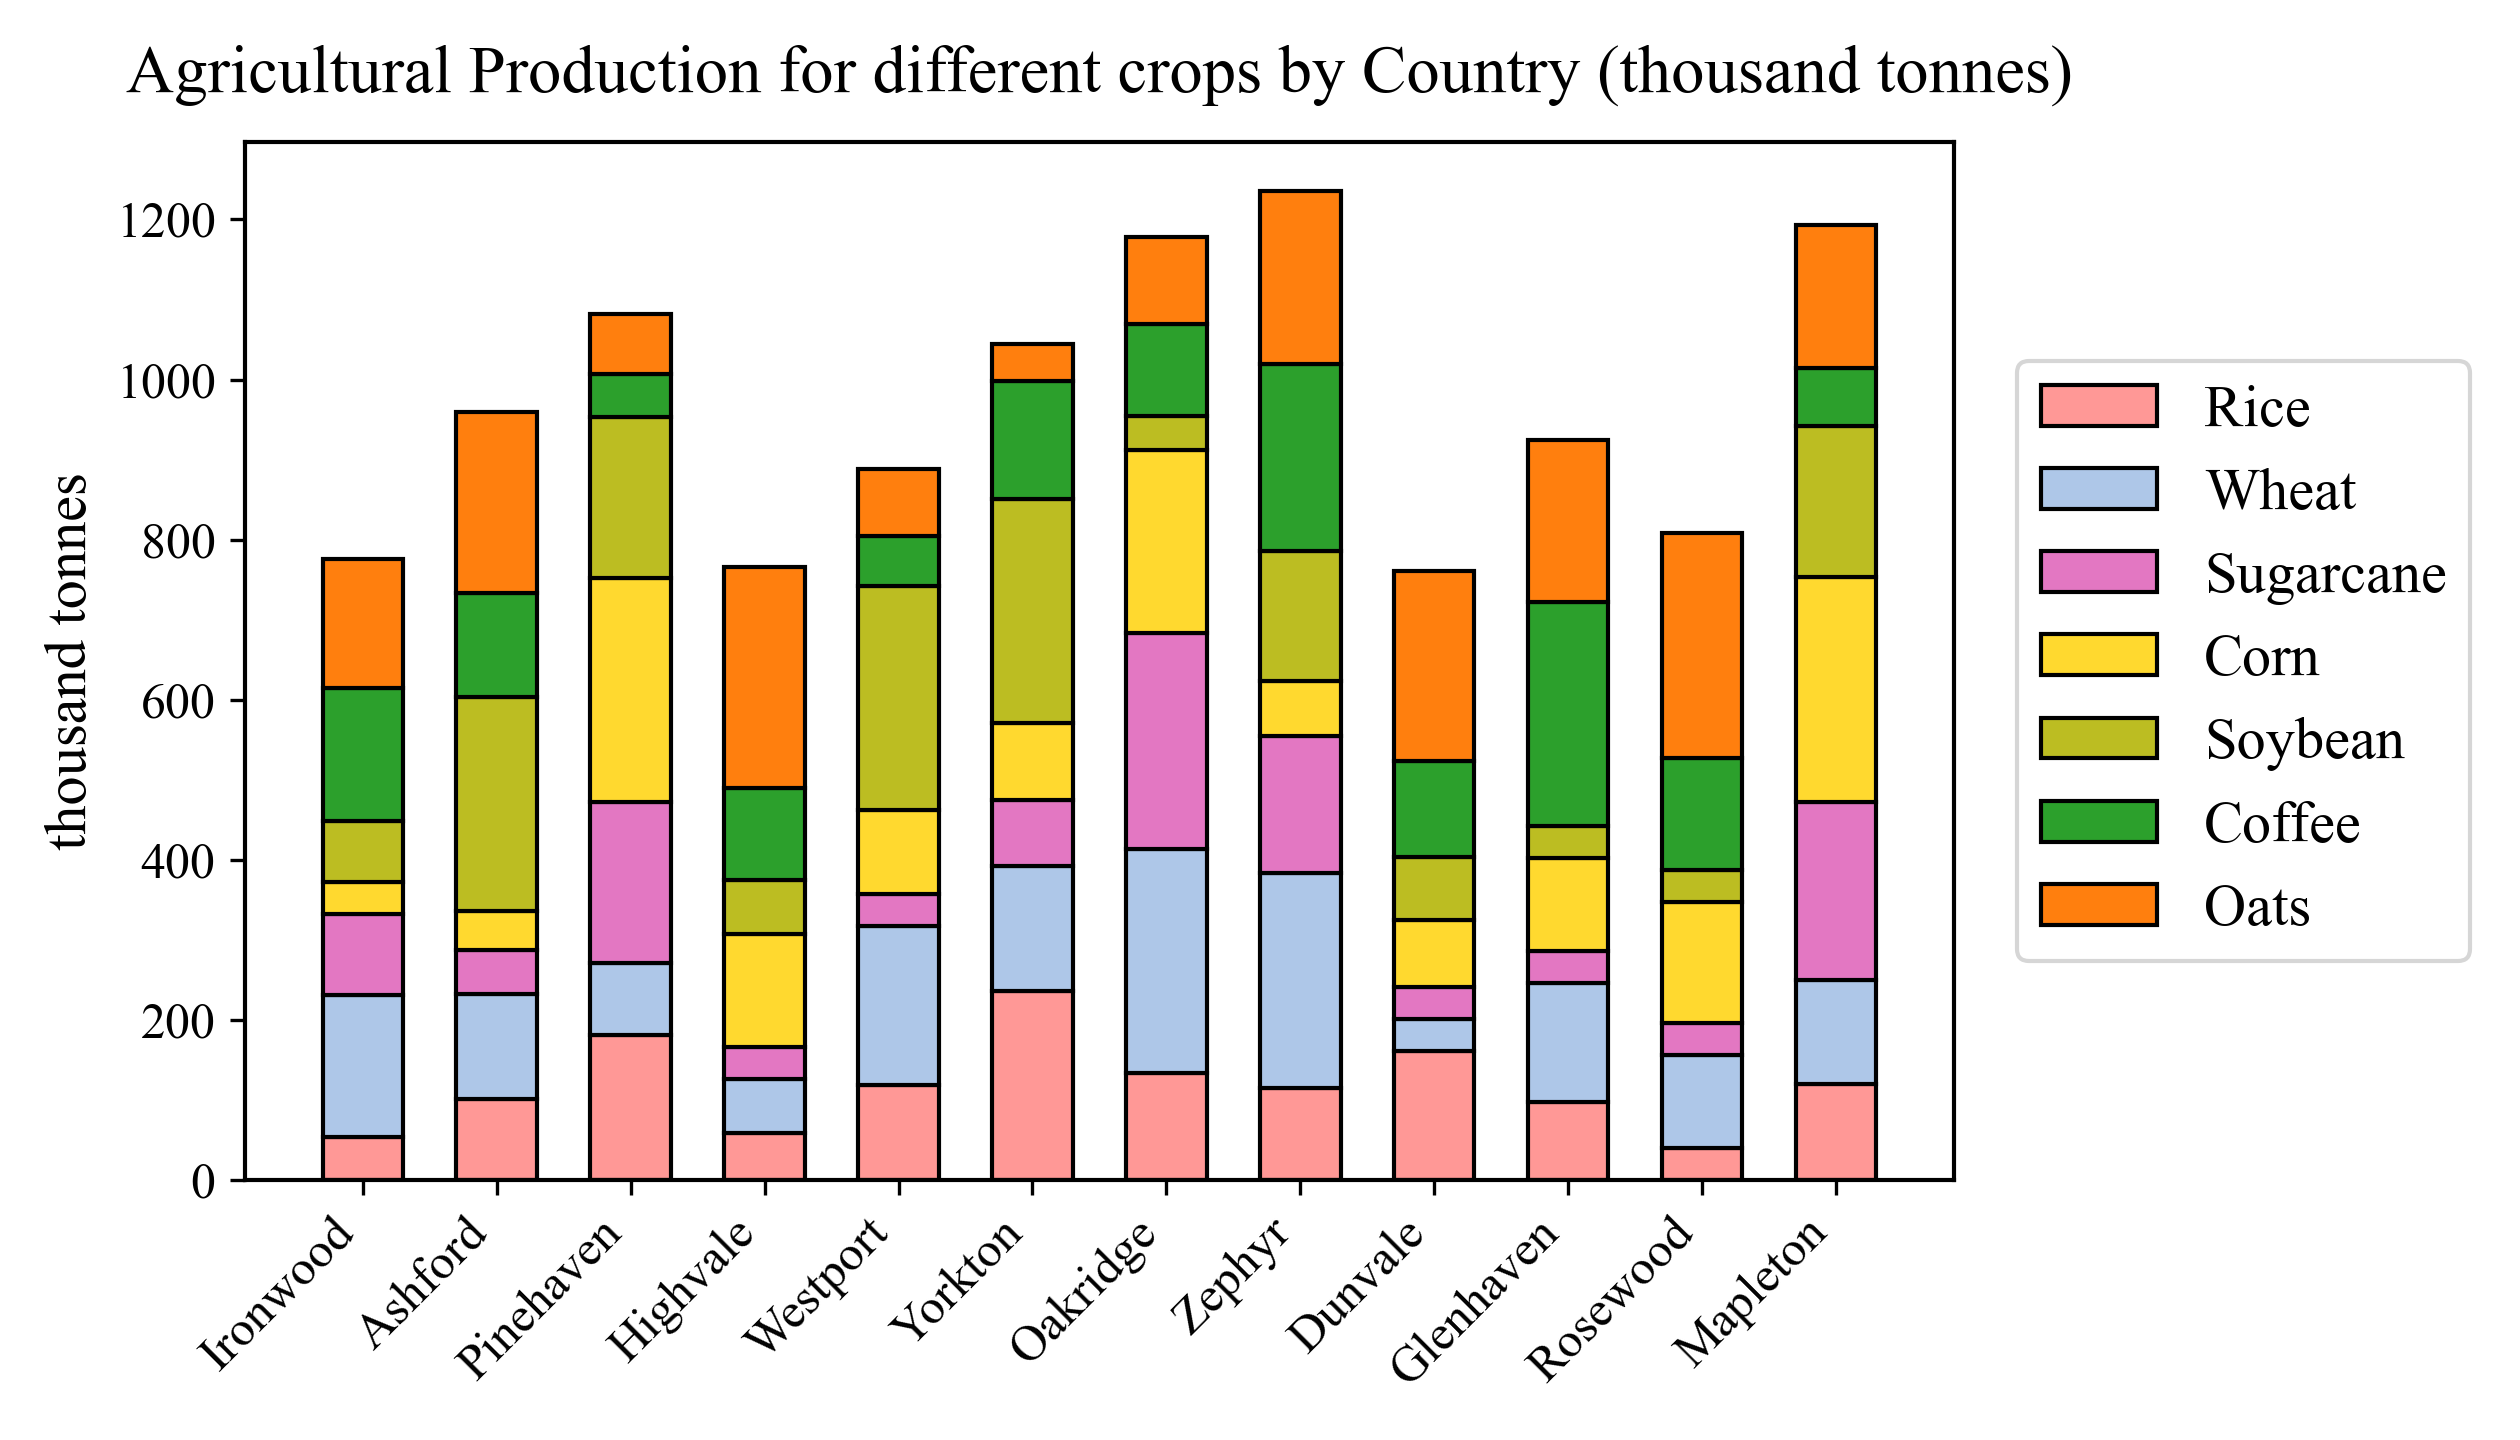 Agricultural Production for different crops by Country (thousand tonnes)
thousand tonnes
1200
1000
800
600
400
200
0
Ironwood
Ashford
Pinehaven
Highvale
Westport
Yorkton
Oakridge
Zephyr
Dunvale
Glenhaven
Rosewood
Mapleton
Rice
Wheat
Sugarcane
Corn
Soybean
Coffee
Oats